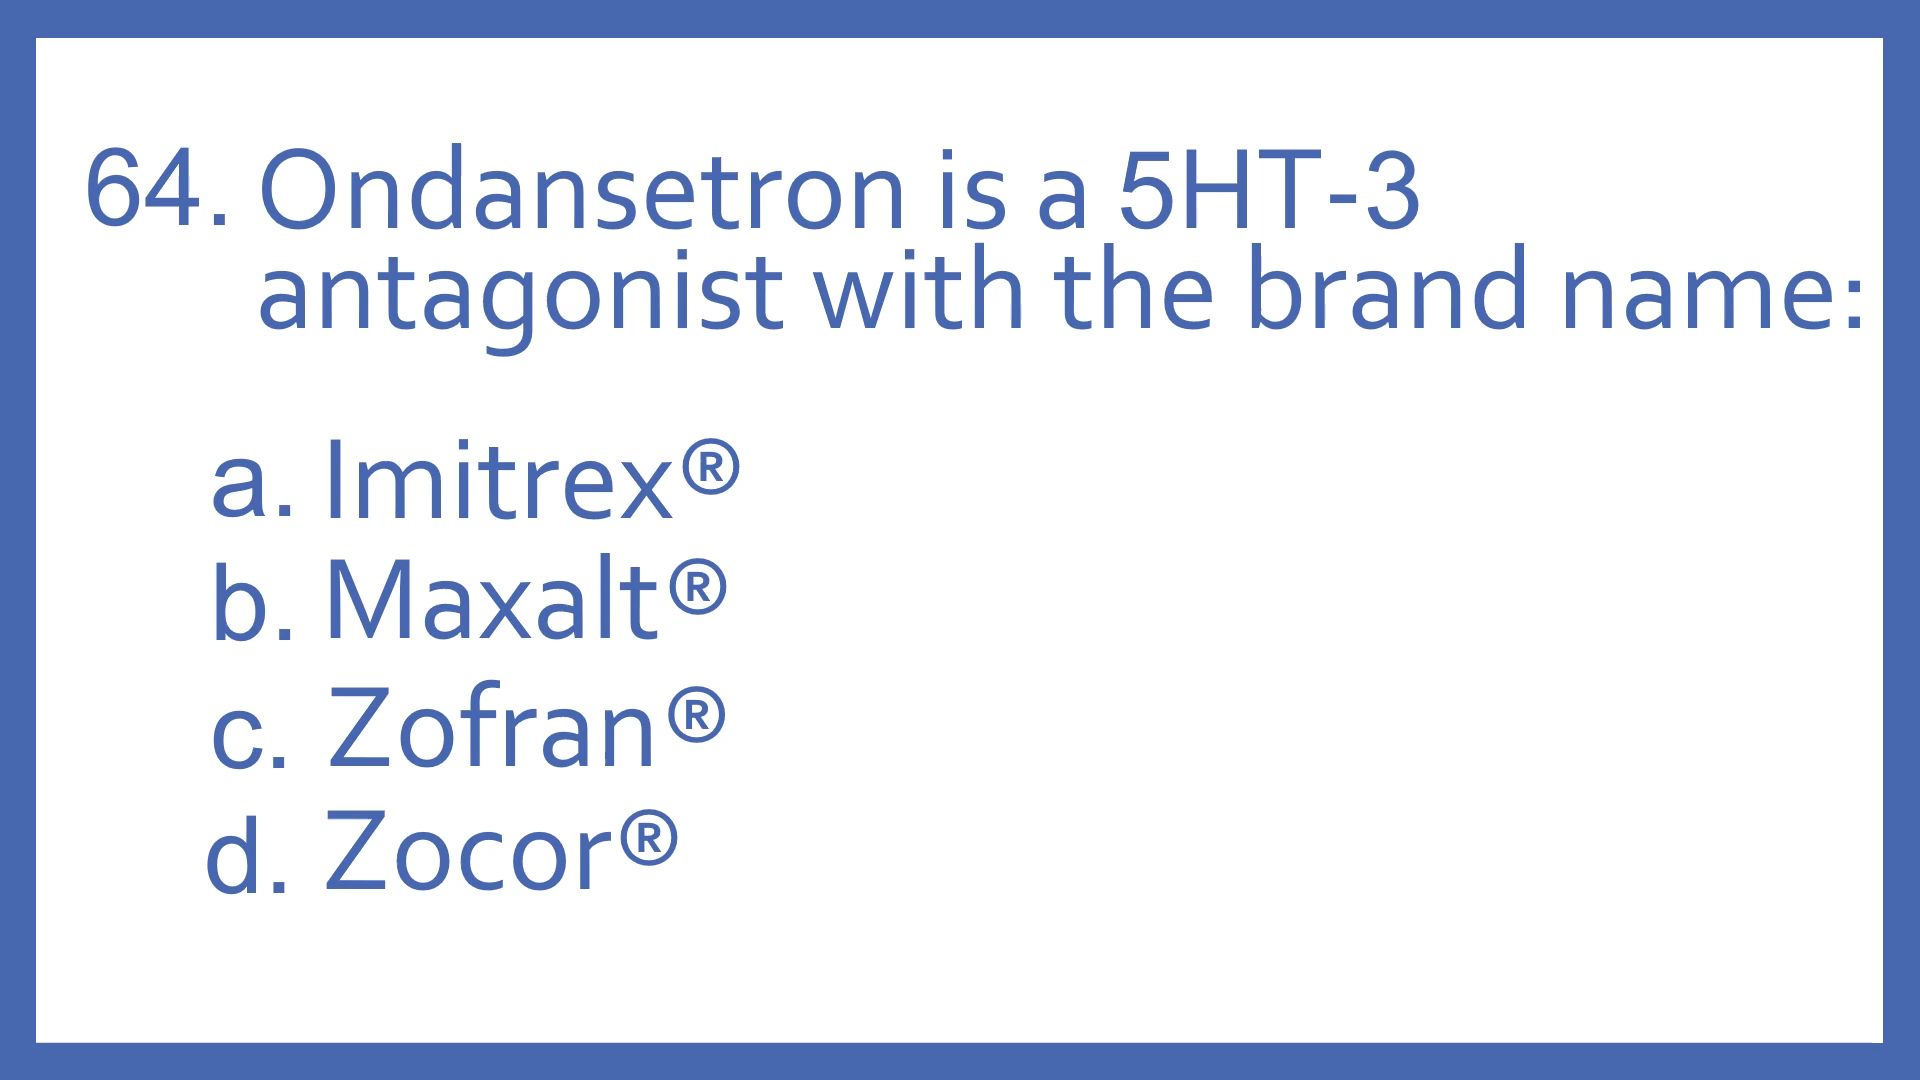 64. Ondansetron is a 5HT-3
antagonist with the brand name:
a. Imitrex®
b. Maxalt®
c. Zofran®
d. Zocor®